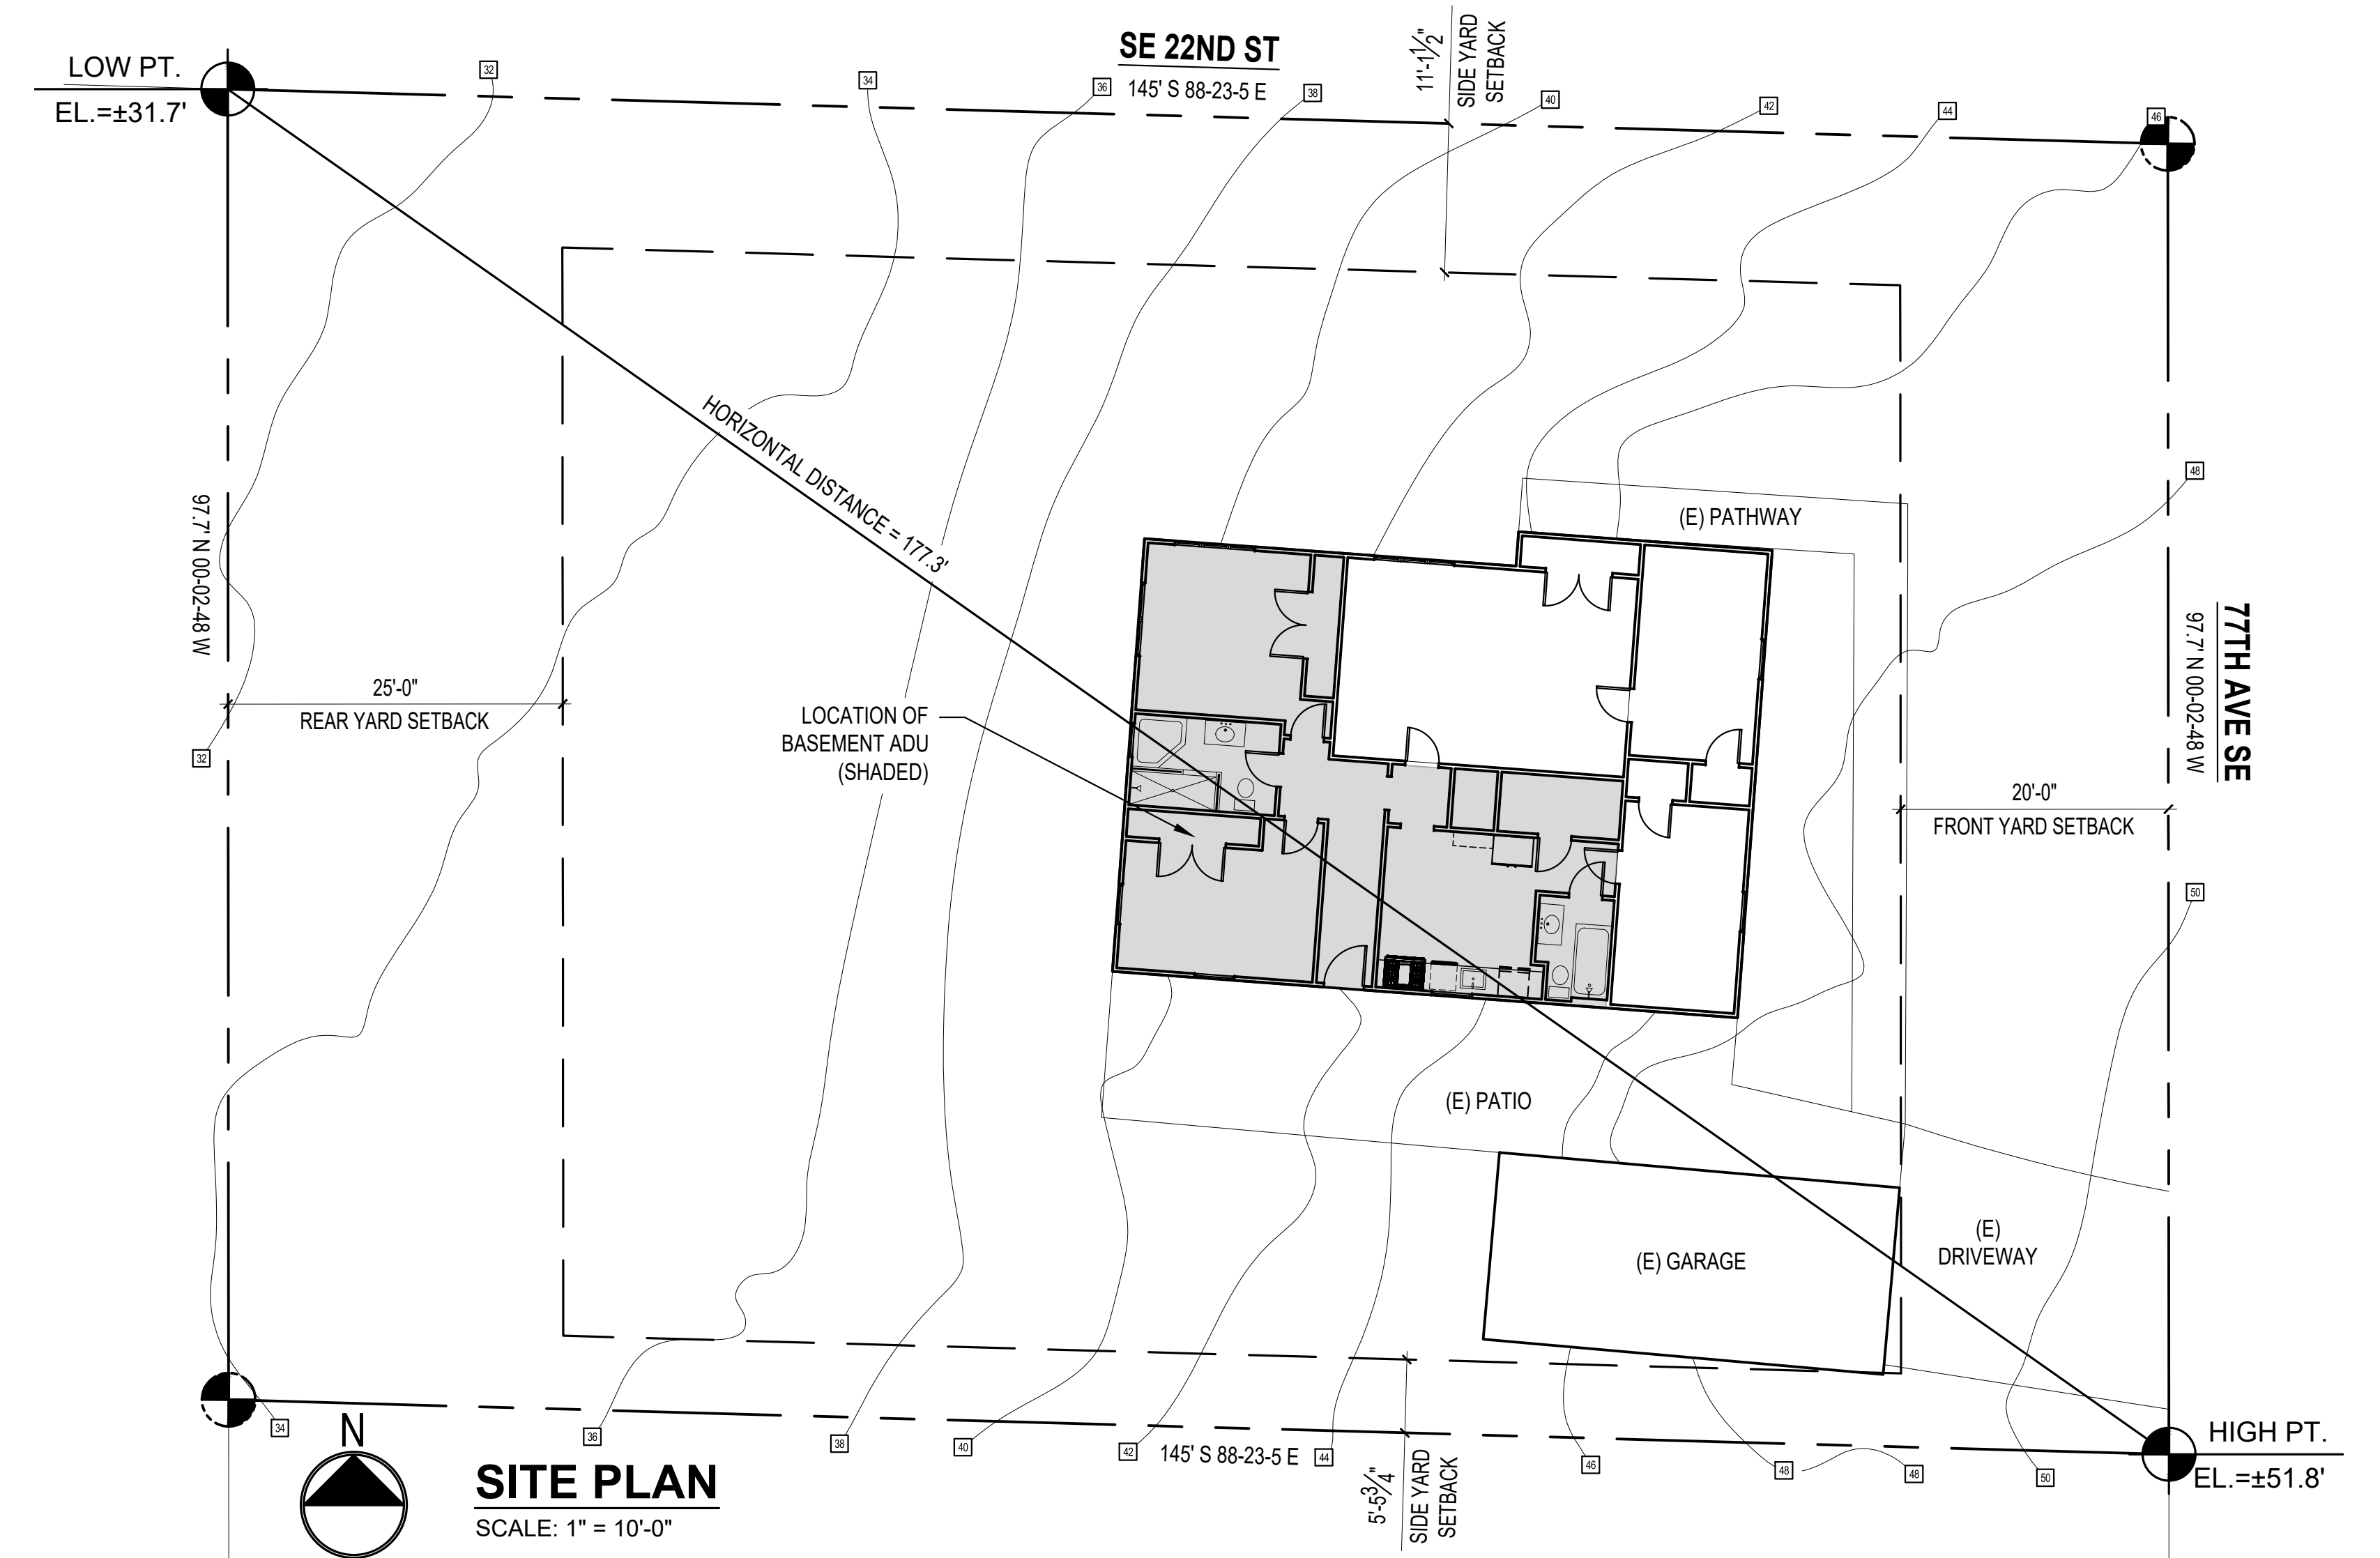 SE 22ND ST
145' S 88-23-5 E
11'-1 1/2"
SIDE YARD
SETBACK
LOW PT.
EL.=±31.7'
32
34
36
38
40
42
44
46
HORIZONTAL DISTANCE = 177.3'
97.7' N 00-02-48 W
25'-0"
REAR YARD SETBACK
32
LOCATION OF
BASEMENT ADU
(SHADED)
(E) PATHWAY
48
77TH AVE SE
97.7' N 00-02-48 W
20'-0"
FRONT YARD SETBACK
50
(E) PATIO
(E) GARAGE
(E)
DRIVEWAY
34
36
38
40
42
145' S 88-23-5 E
44
46
48
48
50
5'-5 3/4"
SIDE YARD
SETBACK
HIGH PT.
EL.=±51.8'
N
SITE PLAN
SCALE: 1" = 10'-0"